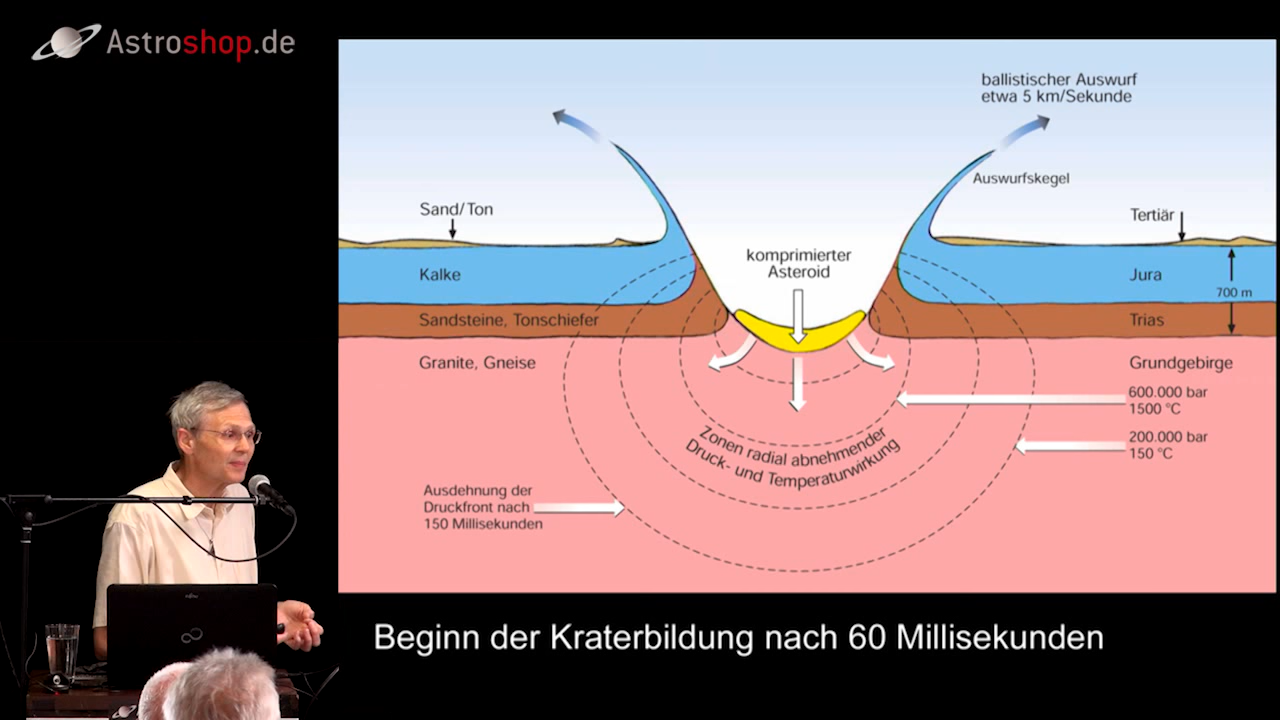 Astroshop.de
ballistischer Auswurf
etwa 5 km/Sekunde
Auswurfskegel
Sand/Ton
Tertiär
komprimierter
Asteroid
Kalke
Jura
700 m
Sandsteine, Tonschiefer
Trias
Granite, Gneise
Grundgebirge
600.000 bar
1500 °C
200.000 bar
150 °C
Zonen radial abnehmender
Druck- und Temperaturwirkung
Ausdehnung der
Druckfront nach
150 Millisekunden
Beginn der Kraterbildung nach 60 Millisekunden